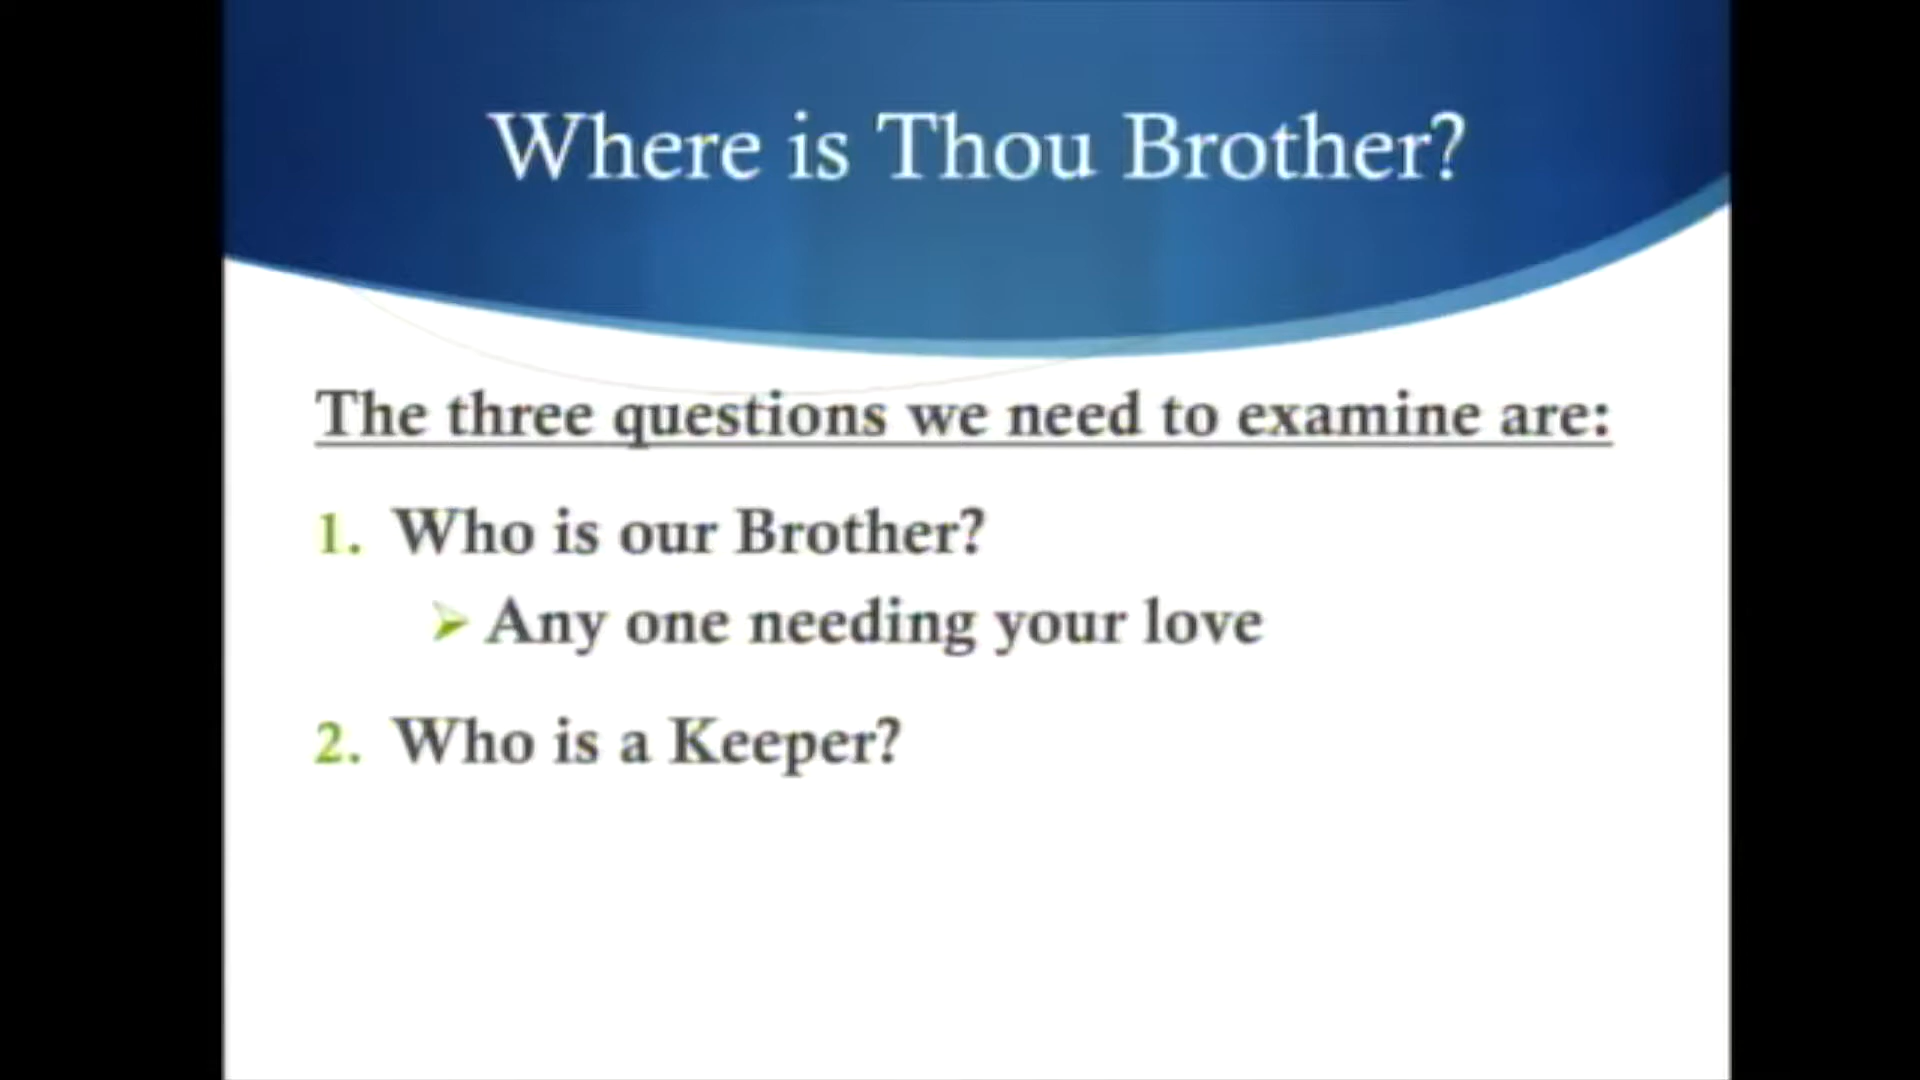 Where is Thou Brother?
The three questions we need to examine are:
1. Who is our Brother?
➢ Any one needing your love
2. Who is a Keeper?